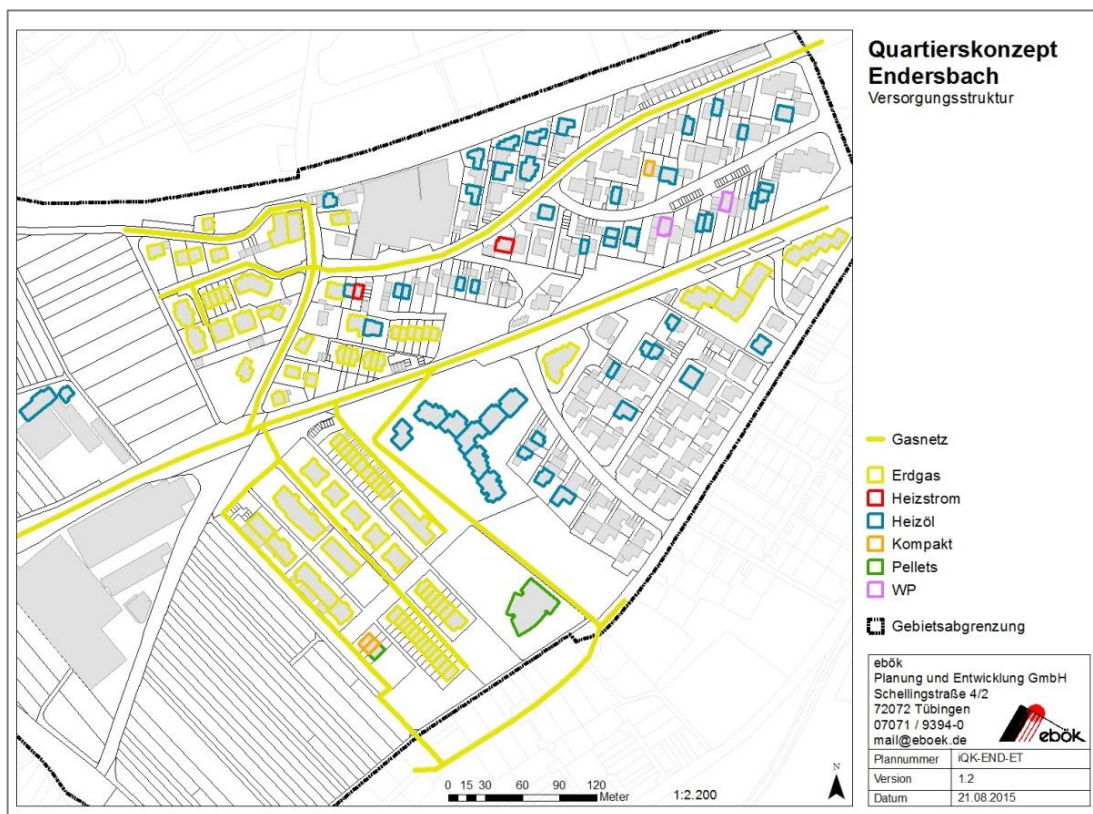 Quartierskonzept
Endersbach
Versorgungsstruktur
Gasnetz
Erdgas
Heizstrom
Heizöl
Kompakt
Pellets
WP
Gebietsabgrenzung
ebök
Planung und Entwicklung GmbH
Schellingstraße 4/2
72072 Tübingen
07071 / 9394-0
mail@eboek.de
ebök
Plannummer iQK-END-ET
Version 1.2
Datum 21.08.2015
N
0 15 30 60 90 120
Meter
1:2.200